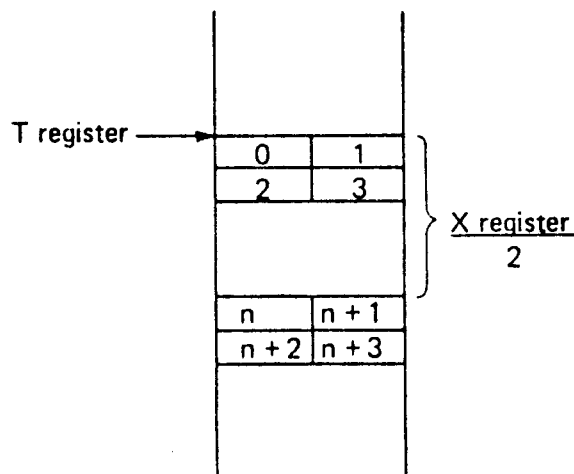 T register
0 1
2 3
X register
2
n n + 1
n + 2 n + 3